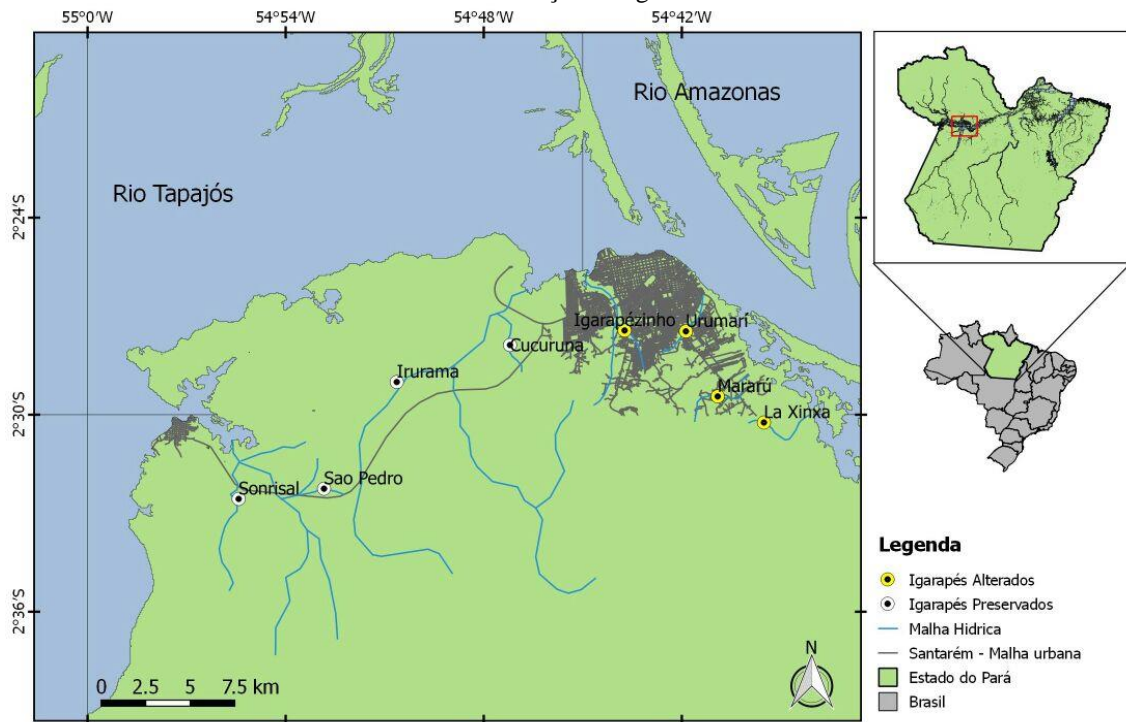 55°0'W 54°54'W 54°48'W 54°42'W
Rio Amazonas
Rio Tapajós
2°24'S
Igarapézinho
Urumarí
Cucuruna
Irurama
Mararú
2°30'S
La Xinxa
Sao Pedro
Sonrisal
2°36'S
0 2.5 5 7.5 km
N
Legenda
Igarapés Alterados
Igarapés Preservados
Malha Hidrica
Santarém - Malha urbana
Estado do Pará
Brasil